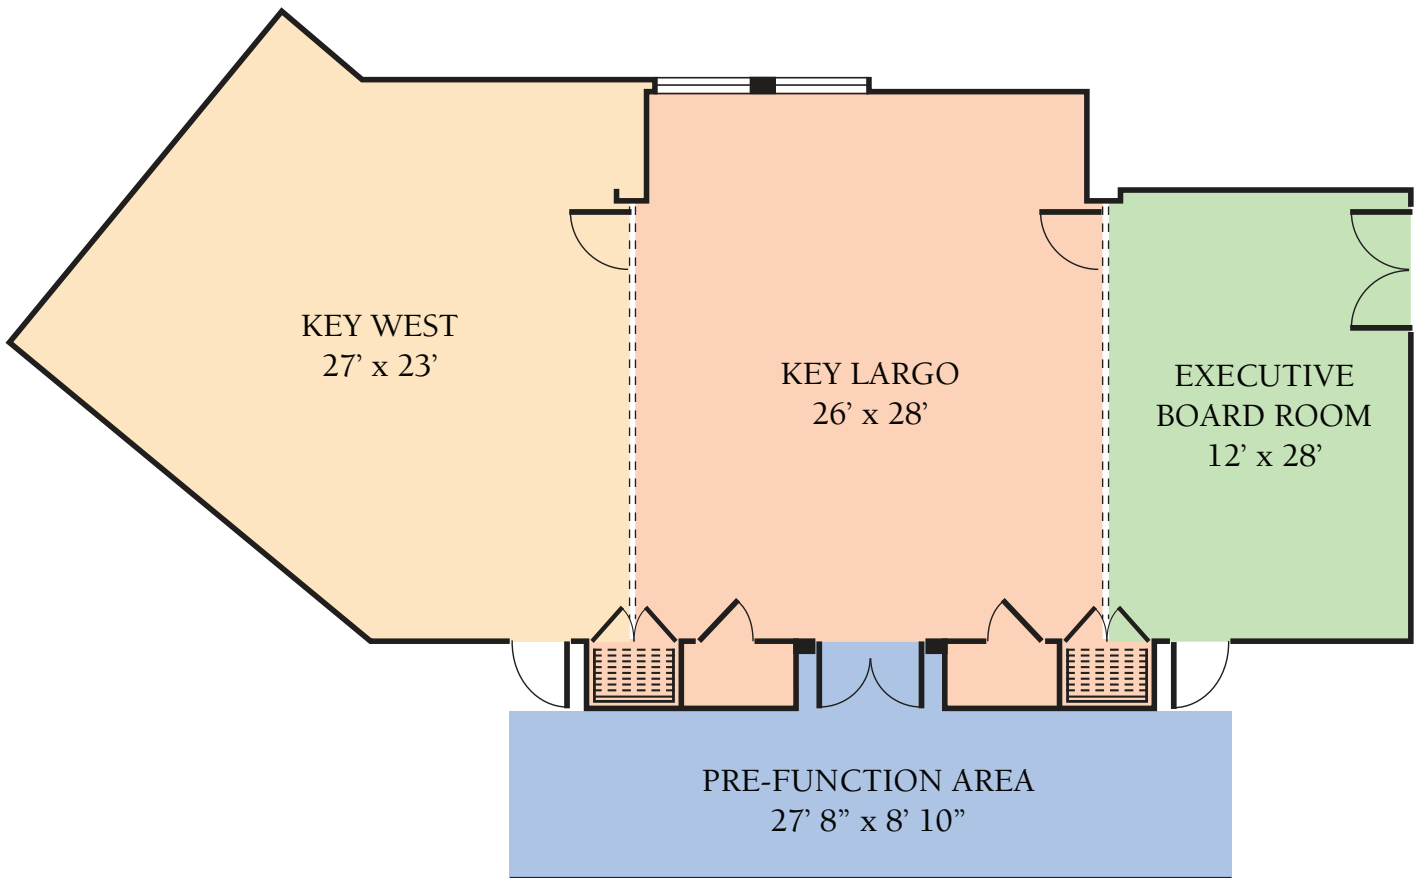 KEY WEST
27’ x 23’
KEY LARGO
26’ x 28’
EXECUTIVE
BOARD ROOM
12’ x 28’
PRE-FUNCTION AREA
27’ 8” x 8’ 10”